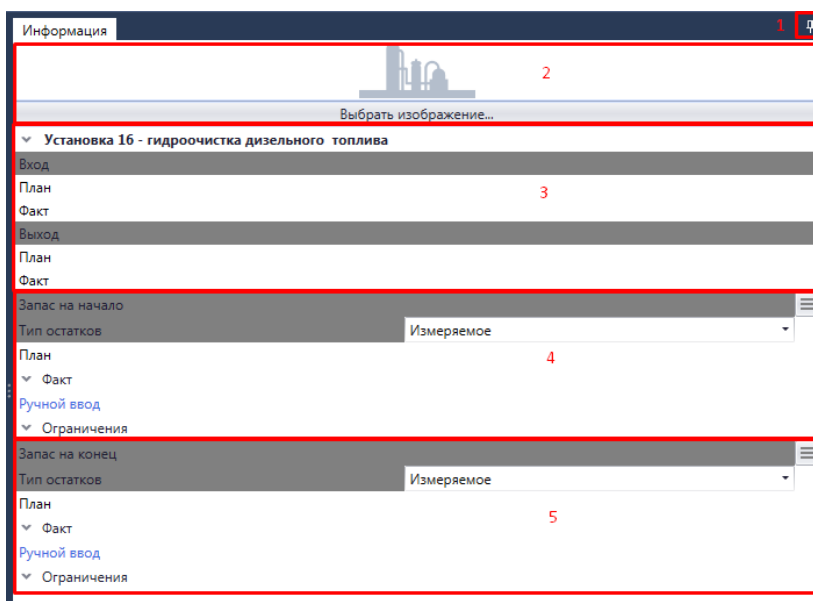 Информация
1
2
Выбрать изображение...
Установка 16 - гидроочистка дизельного топлива
Вход
План
3
Факт
Выход
План
Факт
Запас на начало
Тип остатков Измеряемое
План
4
Факт
Ручной ввод
Ограничения
Запас на конец
Тип остатков Измеряемое
План
5
Факт
Ручной ввод
Ограничения